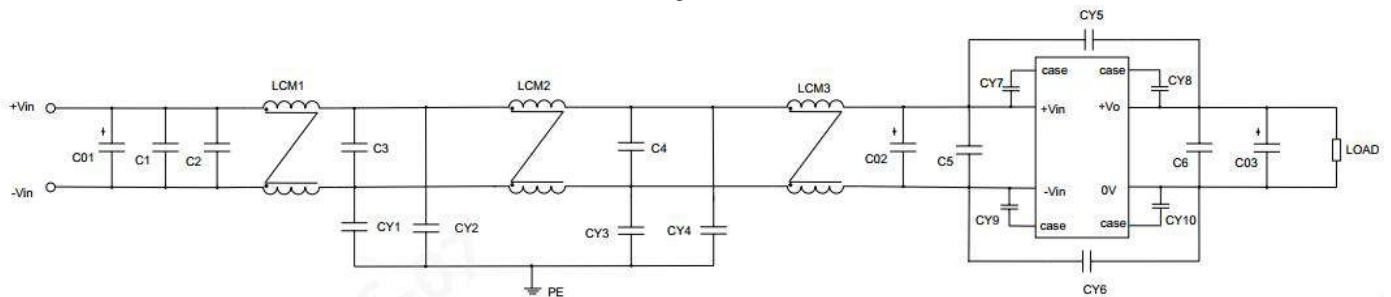 CY5
LCM1
LCM2
LCM3
CY7
case
case
CY8
+Vin
+Vin
+Vo
+
C01
C1
C2
C3
C4
+
C02
C5
C6
+
C03
LOAD
-Vin
-Vin
0V
CY9
case
case
CY10
CY1
CY2
CY3
CY4
PE
CY6